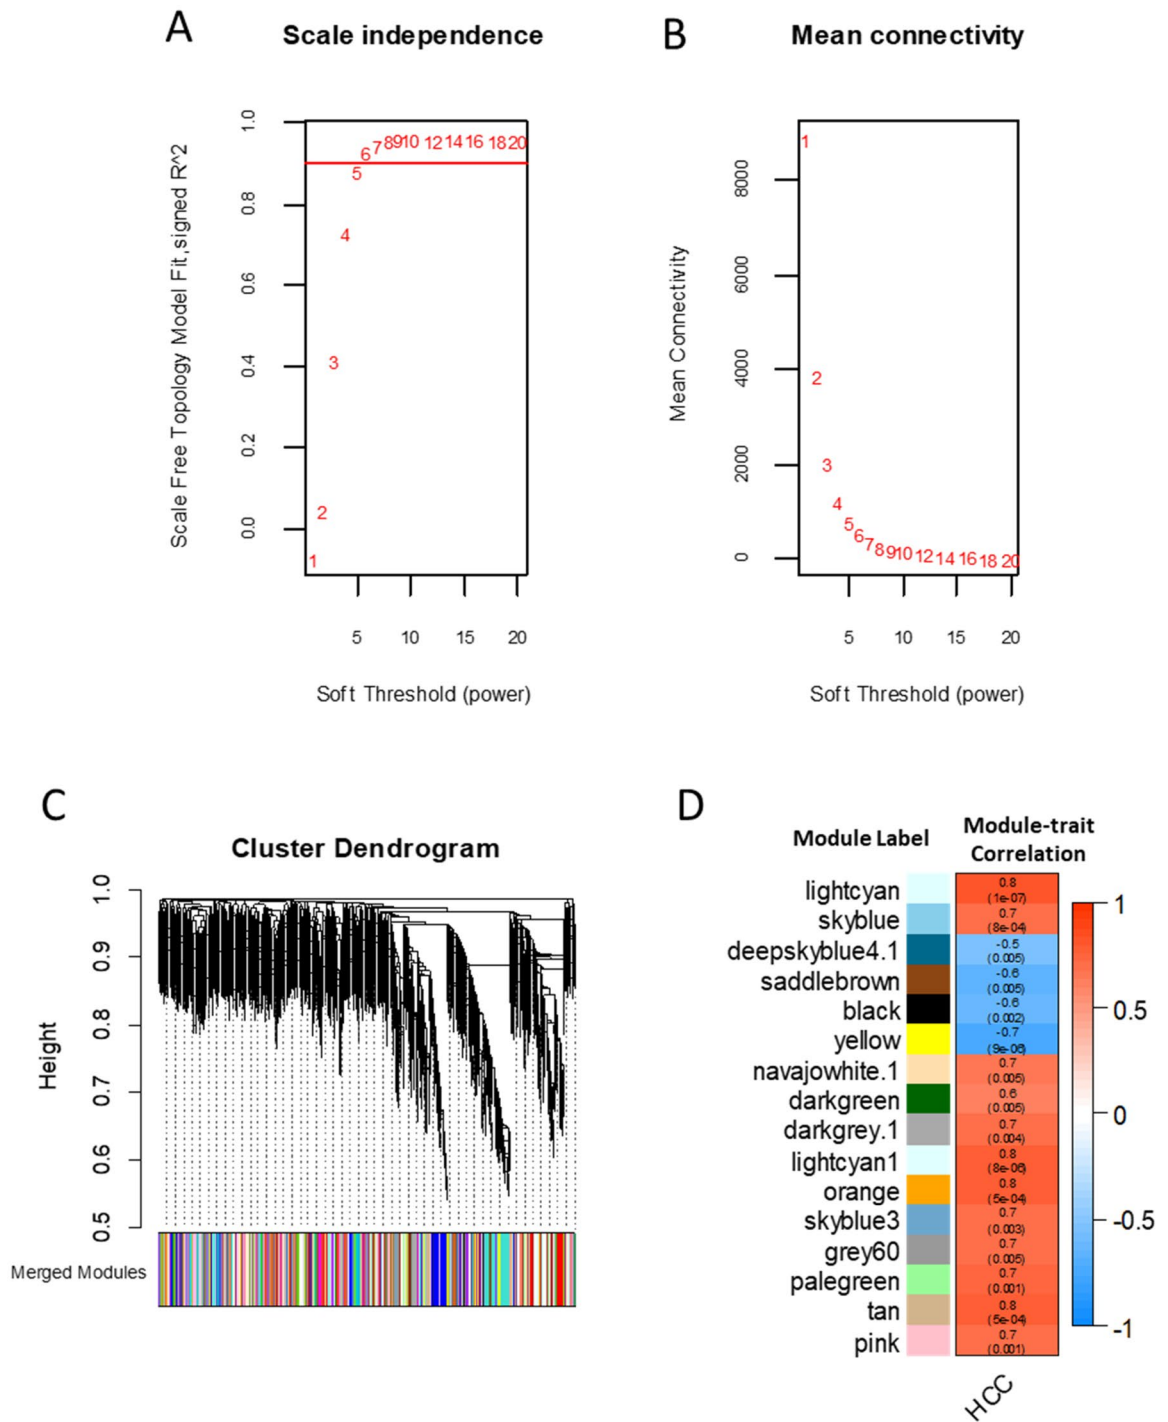 A
Scale independence
Scale Free Topology Model Fit,signed R^2
1.0
0.8
0.6
0.4
0.2
0.0
1
2
3
4
5
6
7
8
9
10
12
14
16
18
20
5
10
15
20
Soft Threshold (power)
B
Mean connectivity
Mean Connectivity
8000
6000
4000
2000
0
1
2
3
4
5
6
7
8
9
10
12
14
16
18
20
5
10
15
20
Soft Threshold (power)
C
Cluster Dendrogram
Height
1.0
0.9
0.8
0.7
0.6
0.5
Merged Modules
D
Module Label
Module-trait
Correlation
lightcyan
0.8
(1e-07)
skyblue
0.7
(8e-04)
deepskyblue4.1
-0.5
(0.005)
saddlebrown
-0.6
(0.005)
black
-0.6
(0.002)
yellow
-0.7
(9e-06)
navajowhite.1
0.7
(0.005)
darkgreen
0.6
(0.005)
darkgrey.1
0.7
(0.004)
lightcyan1
0.8
(8e-06)
orange
0.8
(5e-04)
skyblue3
0.7
(0.003)
grey60
0.7
(0.005)
palegreen
0.7
(0.001)
tan
0.8
(5e-04)
pink
0.7
(0.001)
HCC
1
0.5
0
-0.5
-1